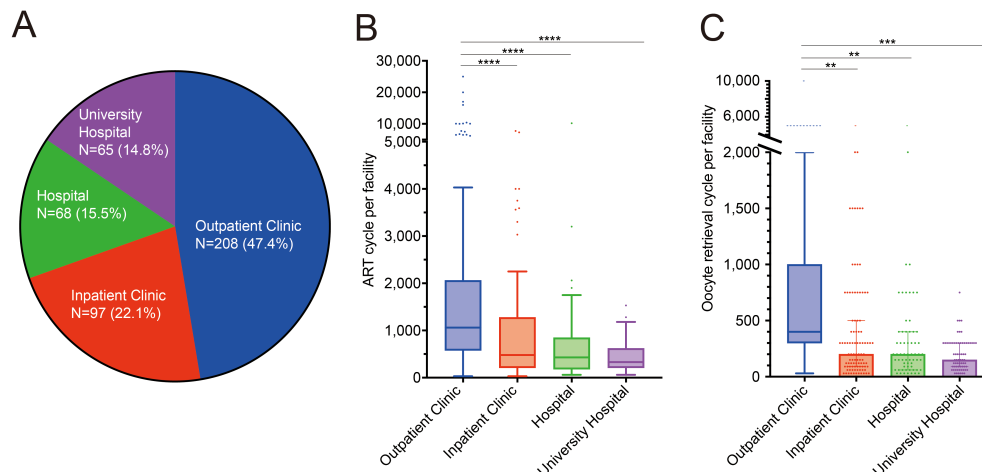 A
University
Hospital
N=65 (14.8%)
Hospital
N=68 (15.5%)
Outpatient Clinic
N=208 (47.4%)
Inpatient Clinic
N=97 (22.1%)
B
****
****
****
ART cycle per facility
30,000
20,000
10,000
5,000
4,000
3,000
2,000
1,000
0
Outpatient Clinic
Inpatient Clinic
Hospital
University Hospital
C
***
**
**
Oocyte retrieval cycle per facility
10,000
6,000
2,000
1,500
1,000
500
0
Outpatient Clinic
Inpatient Clinic
Hospital
University Hospital